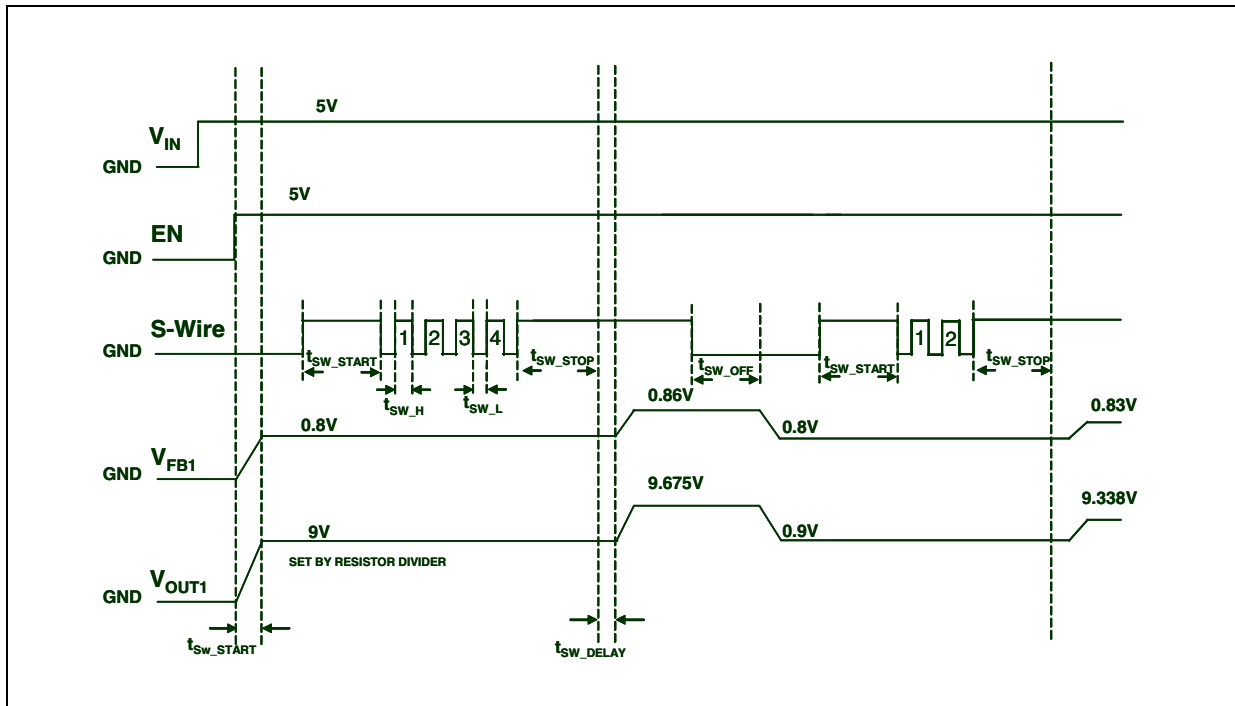 5V
VIN
GND
5V
EN
GND
S-Wire
GND
1 2 3 4
1 2
tSW_START
tSW_STOP
tSW_OFF
tSW_START
tSW_STOP
tSW_H
tSW_L
0.8V
0.86V
0.8V
0.83V
VFB1
GND
9.675V
9.338V
9V
0.9V
SET BY RESISTOR DIVIDER
VOUT1
GND
tSw_START
tSW_DELAY